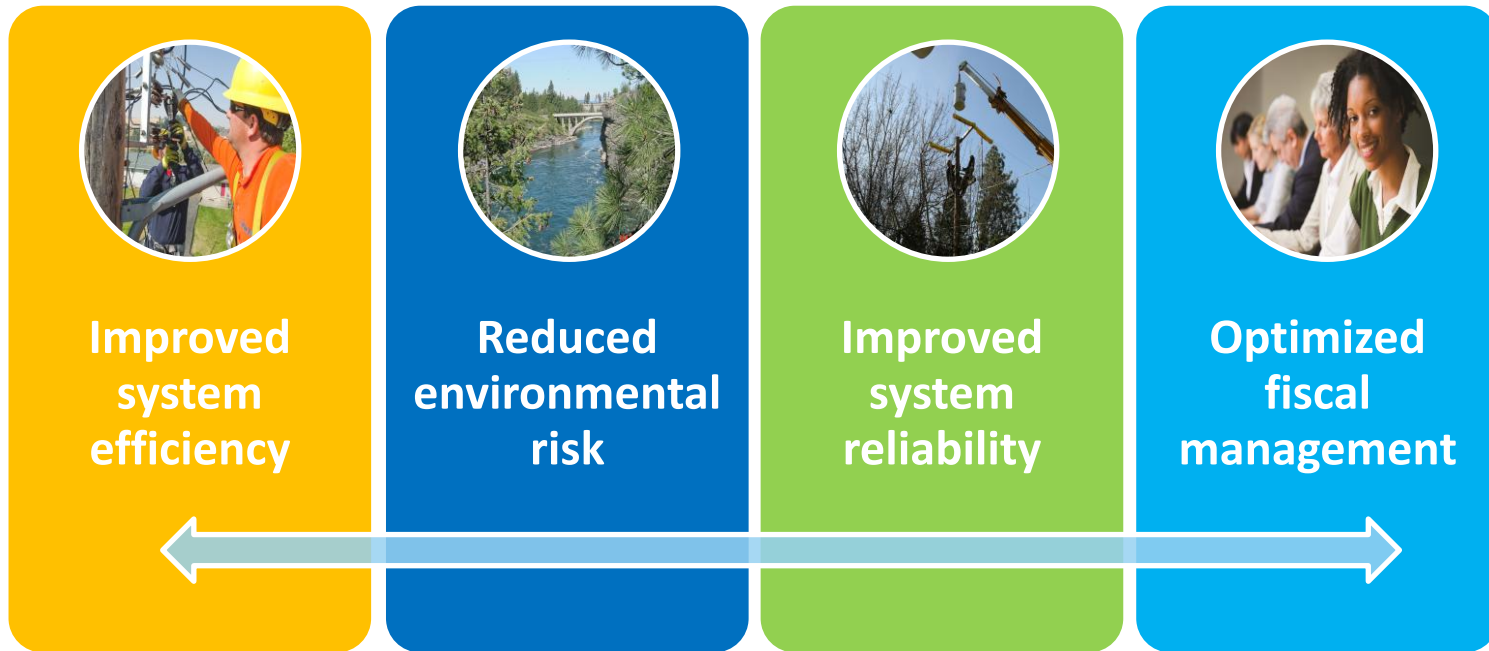 Improved
system
efficiency
Reduced
environmental
risk
Improved
system
reliability
Optimized
fiscal
management